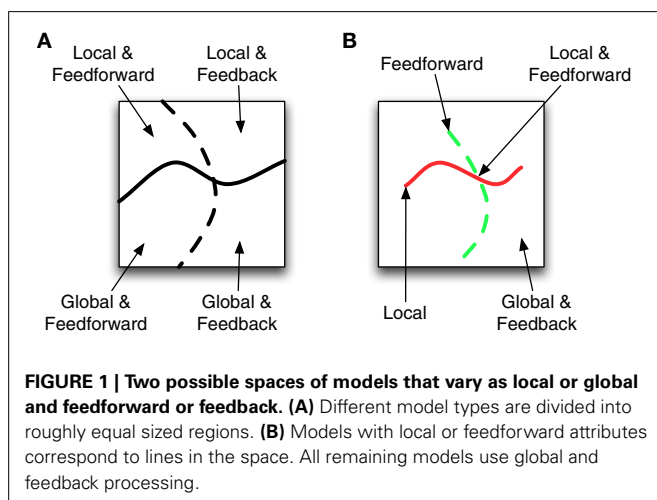 A
Local &
Feedforward
Local &
Feedback
Global &
Feedforward
Global &
Feedback
B
Feedforward
Local &
Feedforward
Local
Global &
Feedback
FIGURE 1 | Two possible spaces of models that vary as local or global
and feedforward or feedback. (A) Different model types are divided into
roughly equal sized regions. (B) Models with local or feedforward attributes
correspond to lines in the space. All remaining models use global and
feedback processing.